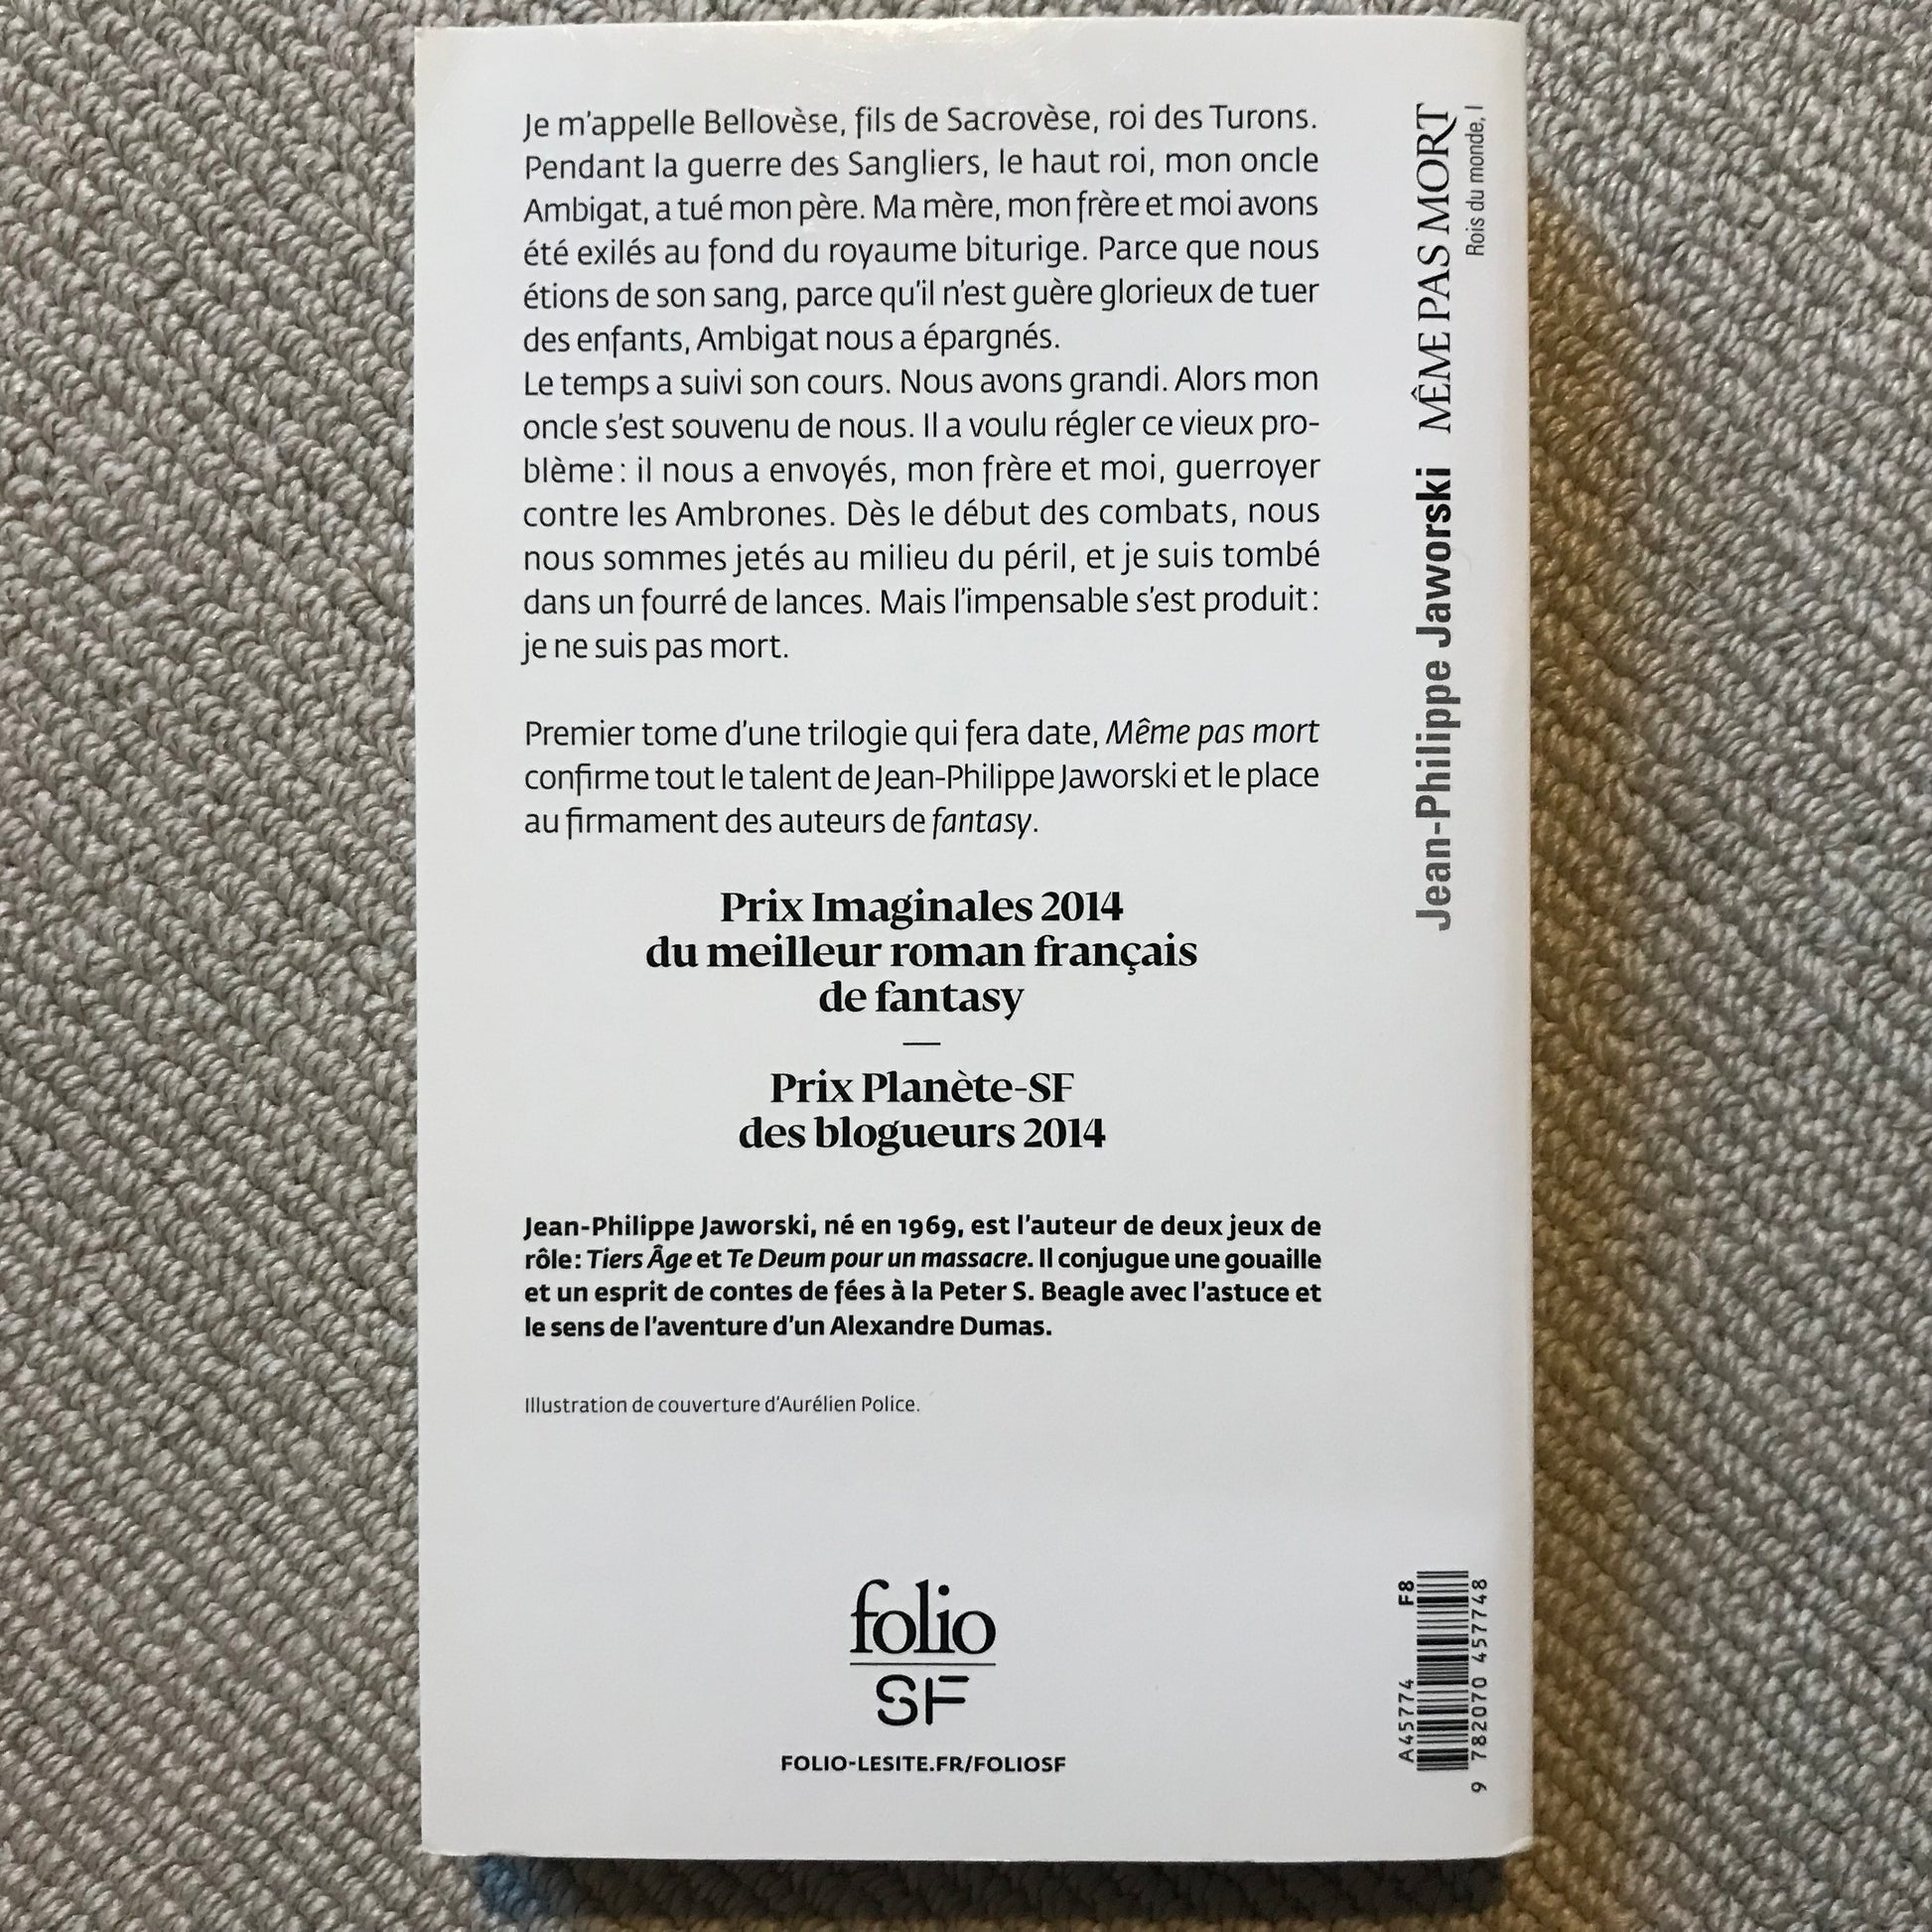 Je m'appelle Bellovèse, fils de Sacrovèse, roi des Turons.
Pendant la guerre des Sangliers, le haut roi, mon oncle
Ambigat, a tué mon père. Ma mère, mon frère et moi avons
été exilés au fond du royaume biturige. Parce que nous
étions de son sang, parce qu'il n'est guère glorieux de tuer
des enfants, Ambigat nous a épargnés.
Le temps a suivi son cours. Nous avons grandi. Alors mon
oncle s'est souvenu de nous. Il a voulu régler ce vieux pro-
blème : il nous a envoyés, mon frère et moi, guerroyer
contre les Ambrones. Dès le début des combats, nous
nous sommes jetés au milieu du péril, et je suis tombé
dans un fourré de lances. Mais l'impensable s'est produit :
je ne suis pas mort.
Premier tome d'une trilogie qui fera date, Même pas mort
confirme tout le talent de Jean-Philippe Jaworski et le place
au firmament des auteurs de fantasy.
Prix Imaginales 2014
du meilleur roman français
de fantasy
—
Prix Planète-SF
des blogueurs 2014
Jean-Philippe Jaworski, né en 1969, est l'auteur de deux jeux de
rôle : Tiers Âge et Te Deum pour un massacre. Il conjugue une gouaille
et un esprit de contes de fées à la Peter S. Beagle avec l'astuce et
le sens de l'aventure d'un Alexandre Dumas.
Illustration de couverture d'Aurélien Police.
folio
SF
FOLIO-LESITE.FR/FOLIOSF
Jean-Philippe Jaworski MÊME PAS MORT
Rois du monde, I
A45774 F8
9 782070 457748